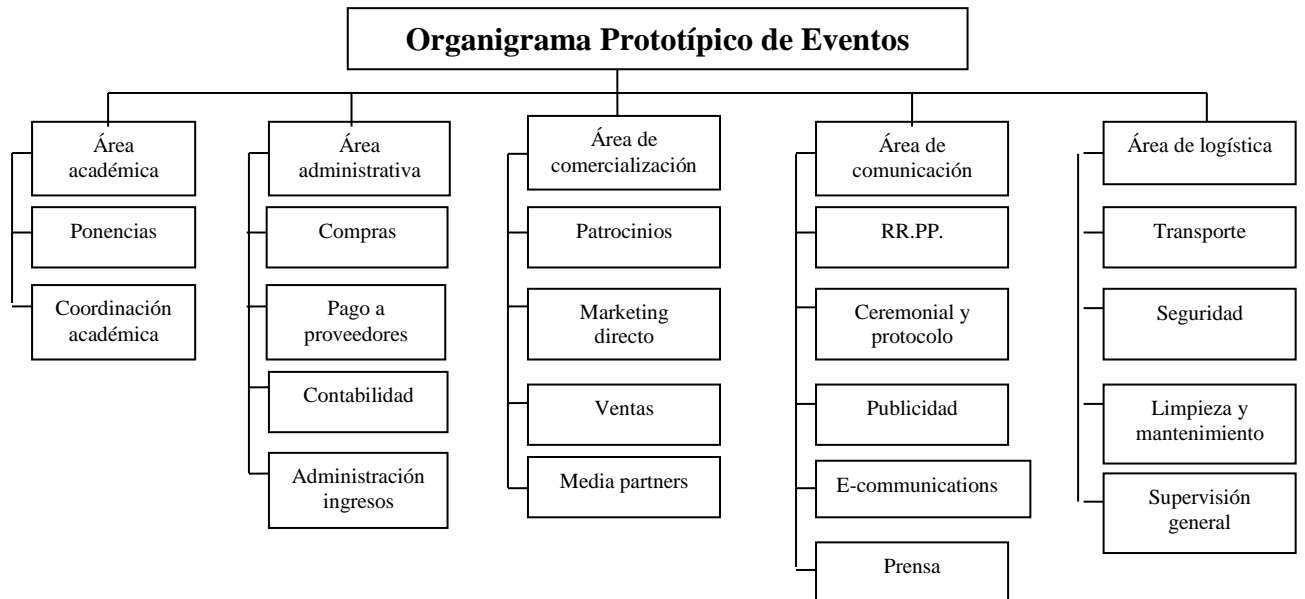 Organigrama Prototípico de Eventos
Área
académica
Ponencias
Coordinación
académica
Área
administrativa
Compras
Pago a
proveedores
Contabilidad
Administración
ingresos
Área de
comercialización
Patrocinios
Marketing
directo
Ventas
Media partners
Área de
comunicación
RR.PP.
Ceremonial y
protocolo
Publicidad
E-communications
Prensa
Área de logística
Transporte
Seguridad
Limpieza y
mantenimiento
Supervisión
general